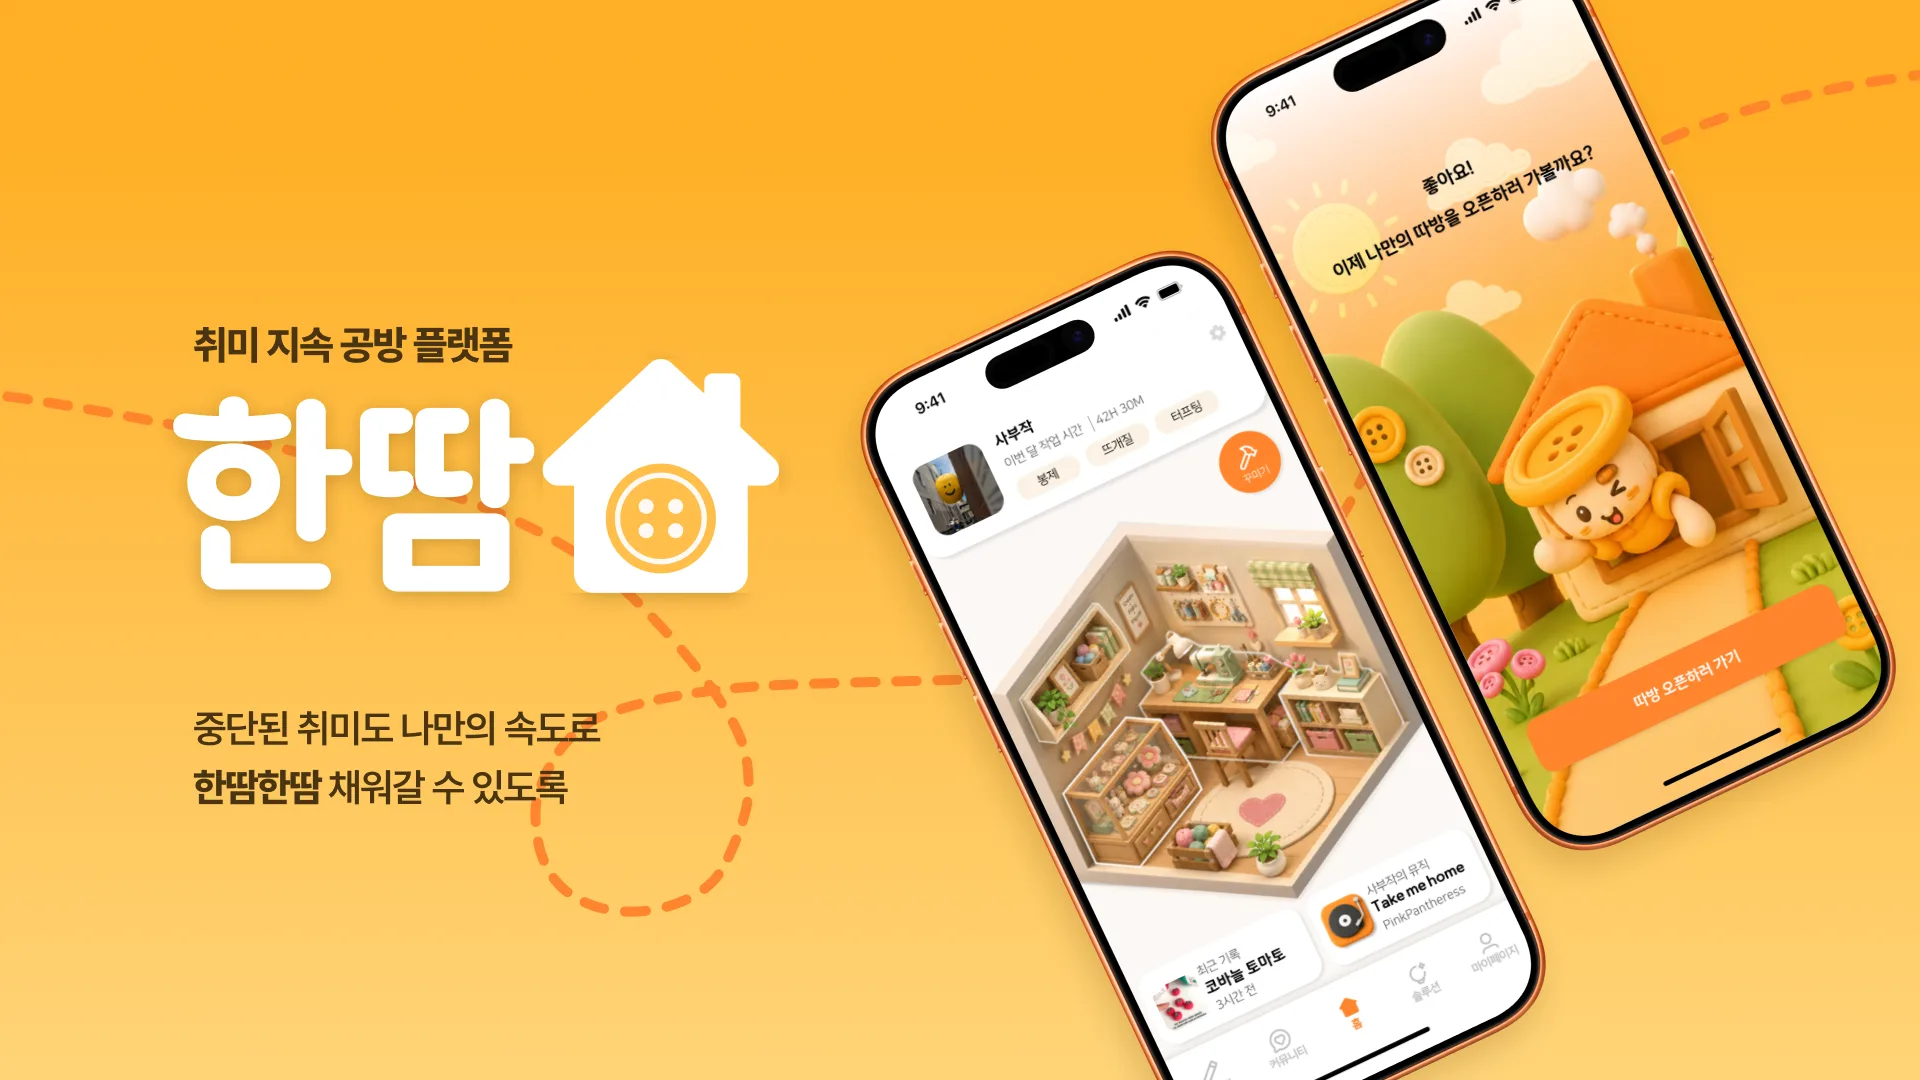 취미 지속 공방 플랫폼
한땀
중단된 취미도 나만의 속도로
한땀한땀 채워갈 수 있도록
9:41
사부작
이번 달 작업 시간 | 42H 30M
봉제
뜨개질
터프팅
꾸미기
최근 기록
코바늘 토마토
3시간 전
사부작의 뮤직
Take me home
PinkPantheress
커뮤니티
홈
솔루션
마이페이지
9:41
좋아요!
이제 나만의 따방을 오픈하러 가볼까요?
따방 오픈하러 가기